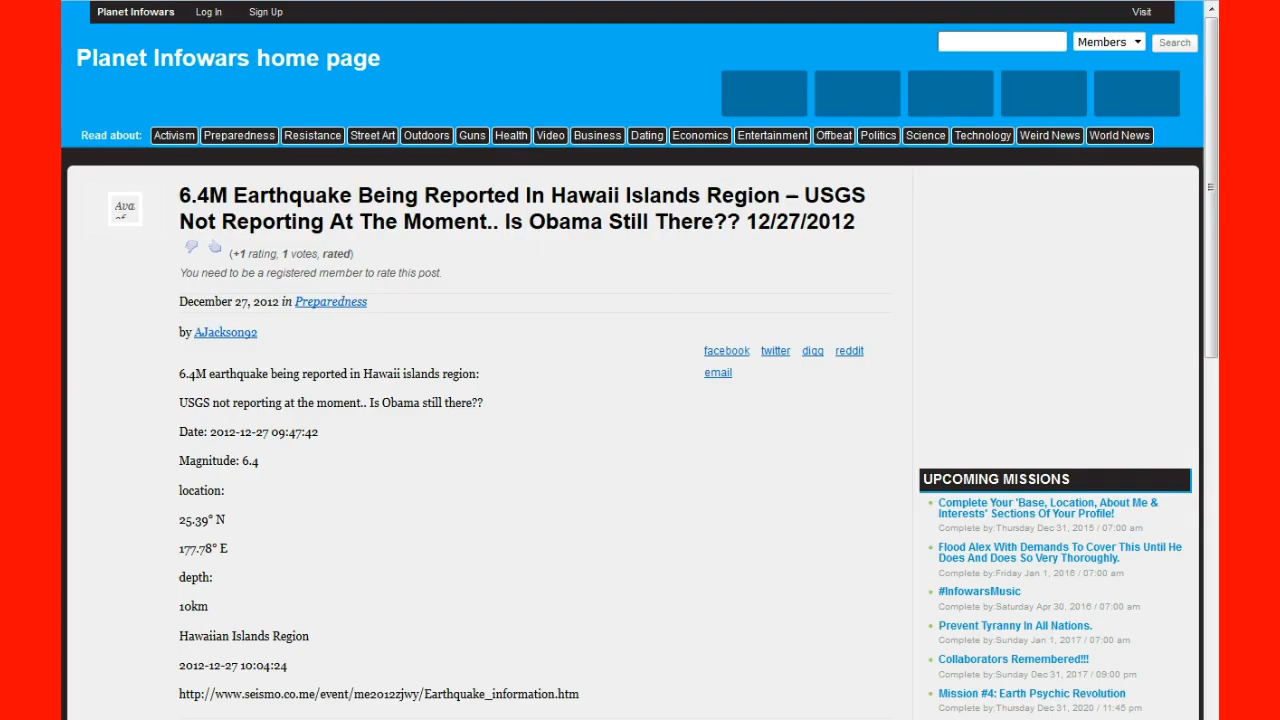 Planet Infowars Log In Sign Up Visit
Planet Infowars home page
Members Search
Read about: Activism Preparedness Resistance Street Art Outdoors Guns Health Video Business Dating Economics Entertainment Offbeat Politics Science Technology Weird News World News
Ava
of
6.4M Earthquake Being Reported In Hawaii Islands Region – USGS
Not Reporting At The Moment.. Is Obama Still There?? 12/27/2012
(+1 rating, 1 votes, rated)
You need to be a registered member to rate this post.
December 27, 2012 in Preparedness
by AJackson92
facebook twitter digg reddit
email
6.4M earthquake being reported in Hawaii islands region:
USGS not reporting at the moment.. Is Obama still there??
Date: 2012-12-27 09:47:42
Magnitude: 6.4
location:
25.39° N
177.78° E
depth:
10km
Hawaiian Islands Region
2012-12-27 10:04:24
http://www.seismo.co.me/event/me2012zjwy/Earthquake_information.htm
UPCOMING MISSIONS
Complete Your 'Base, Location, About Me &
Interests' Sections Of Your Profile!
Complete by:Thursday Dec 31, 2015 / 07:00 am
Flood Alex With Demands To Cover This Until He
Does And Does So Very Thoroughly.
Complete by:Friday Jan 1, 2016 / 07:00 am
#InfowarsMusic
Complete by:Saturday Apr 30, 2016 / 07:00 am
Prevent Tyranny In All Nations.
Complete by:Sunday Jan 1, 2017 / 07:00 am
Collaborators Remembered!!!
Complete by:Sunday Dec 31, 2017 / 09:00 pm
Mission #4: Earth Psychic Revolution
Complete by:Thursday Dec 31, 2020 / 11:45 pm